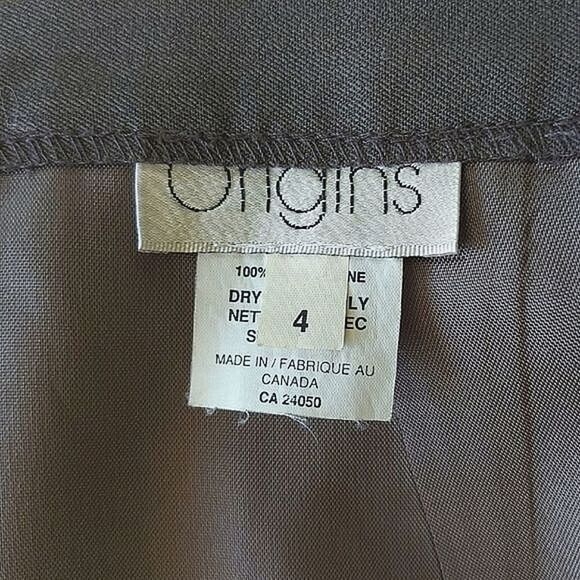 Origins
100% NE
DRY LY
NET EC
S
4
MADE IN / FABRIQUE AU
CANADA
CA 24050